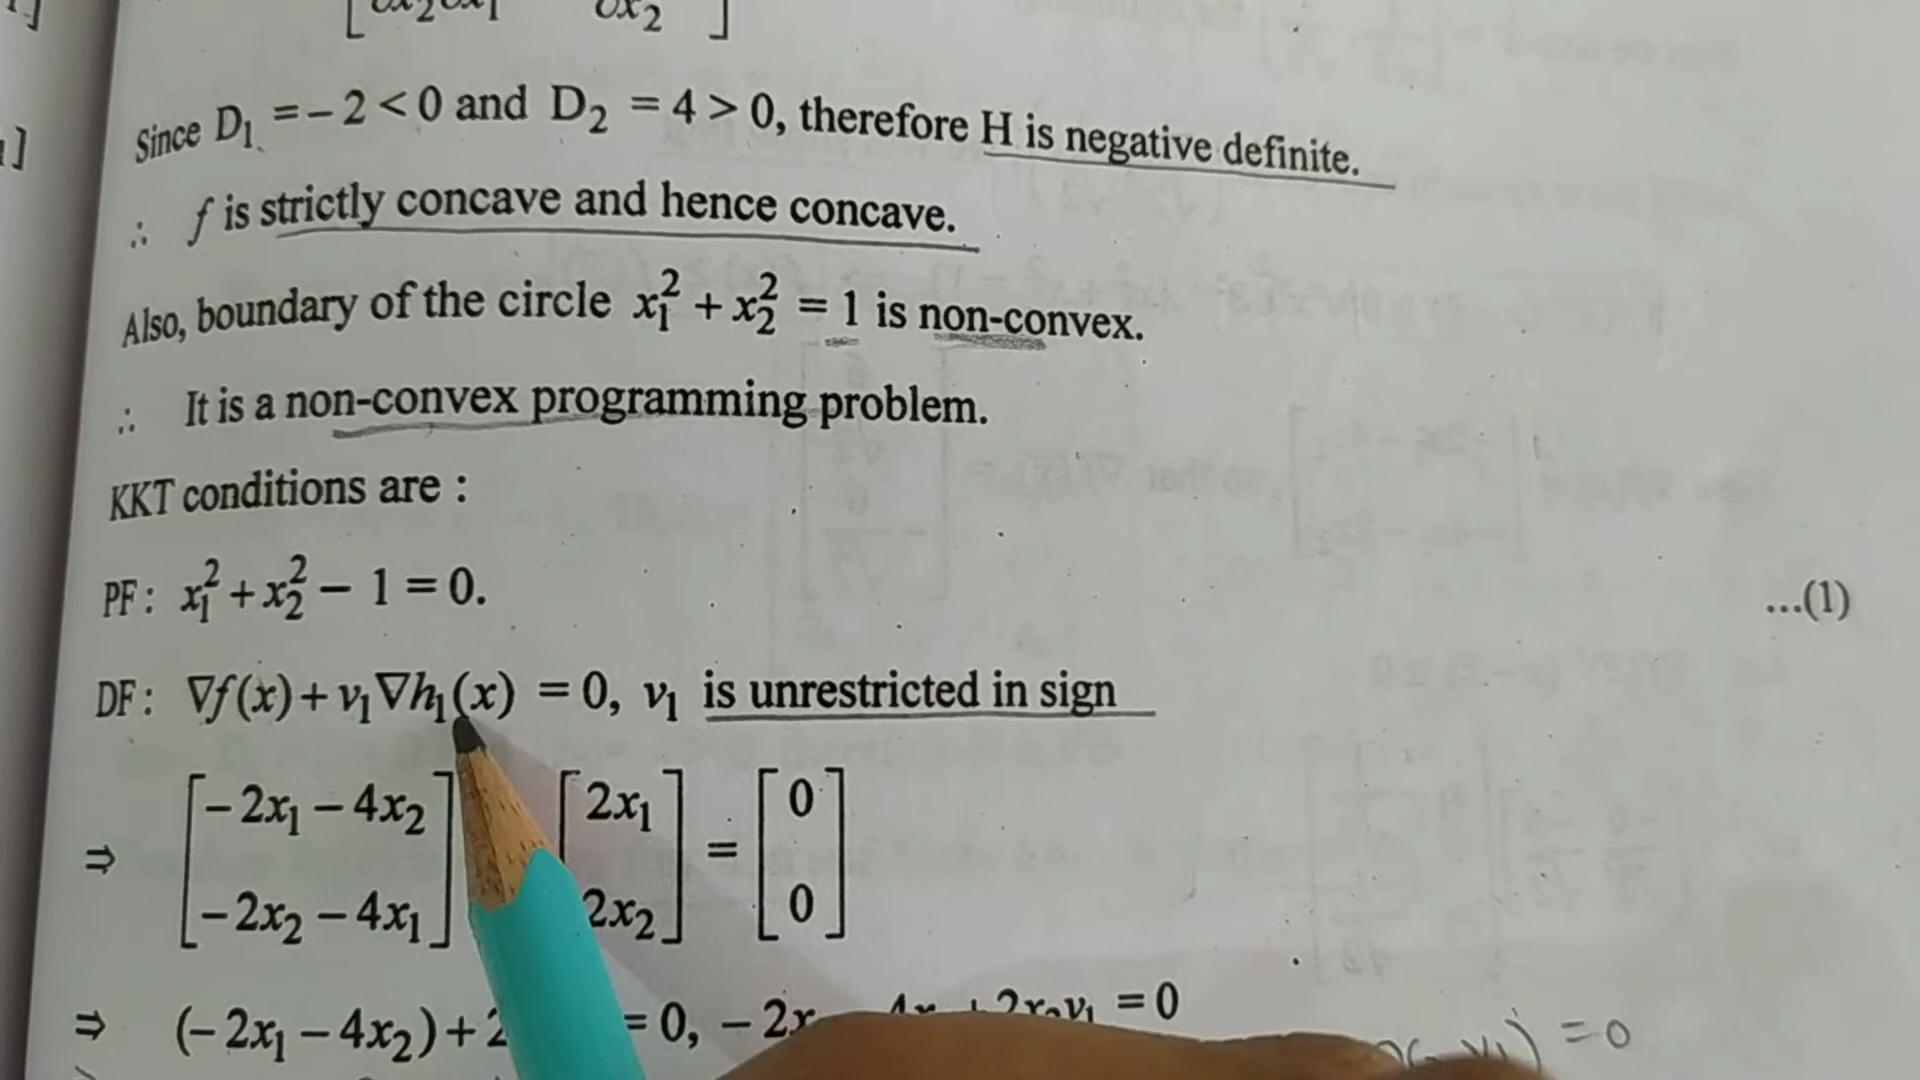 Since D₁ = − 2 < 0 and D₂ = 4 > 0, therefore H is negative definite.
∴ f is strictly concave and hence concave.
Also, boundary of the circle x₁² + x₂² = 1 is non-convex.
∴ It is a non-convex programming problem.
KKT conditions are :
PF : x₁² + x₂² − 1 = 0. ...(1)
DF : ∇f(x) + ν₁∇h₁(x) = 0, ν₁ is unrestricted in sign
⇒ [ − 2x₁ − 4x₂ ] [ 2x₁ ] = [ 0 ]
[ − 2x₂ − 4x₁ ] [ 2x₂ ] [ 0 ]
⇒ (− 2x₁ − 4x₂) + 2 = 0, − 2x + 2x₂ν₁ = 0
= 0